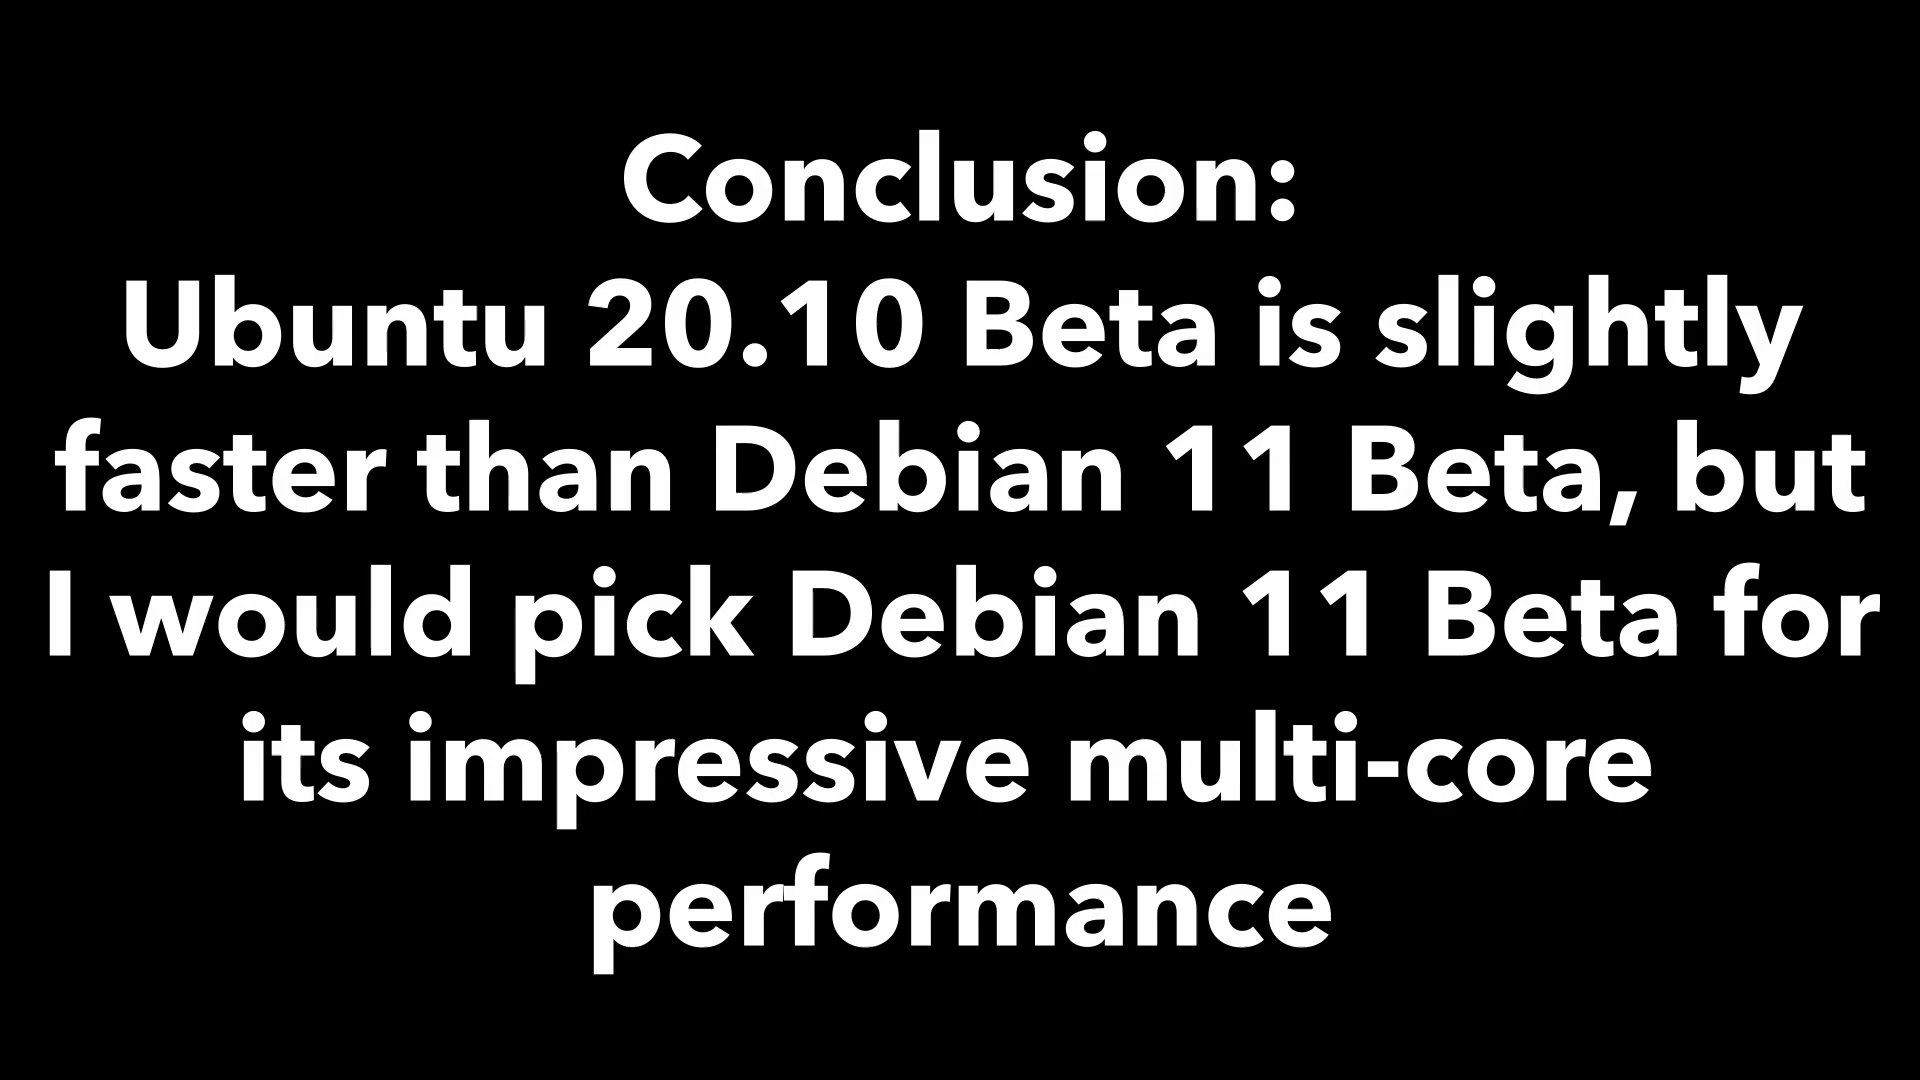 Conclusion:
Ubuntu 20.10 Beta is slightly
faster than Debian 11 Beta, but
I would pick Debian 11 Beta for
its impressive multi-core
performance